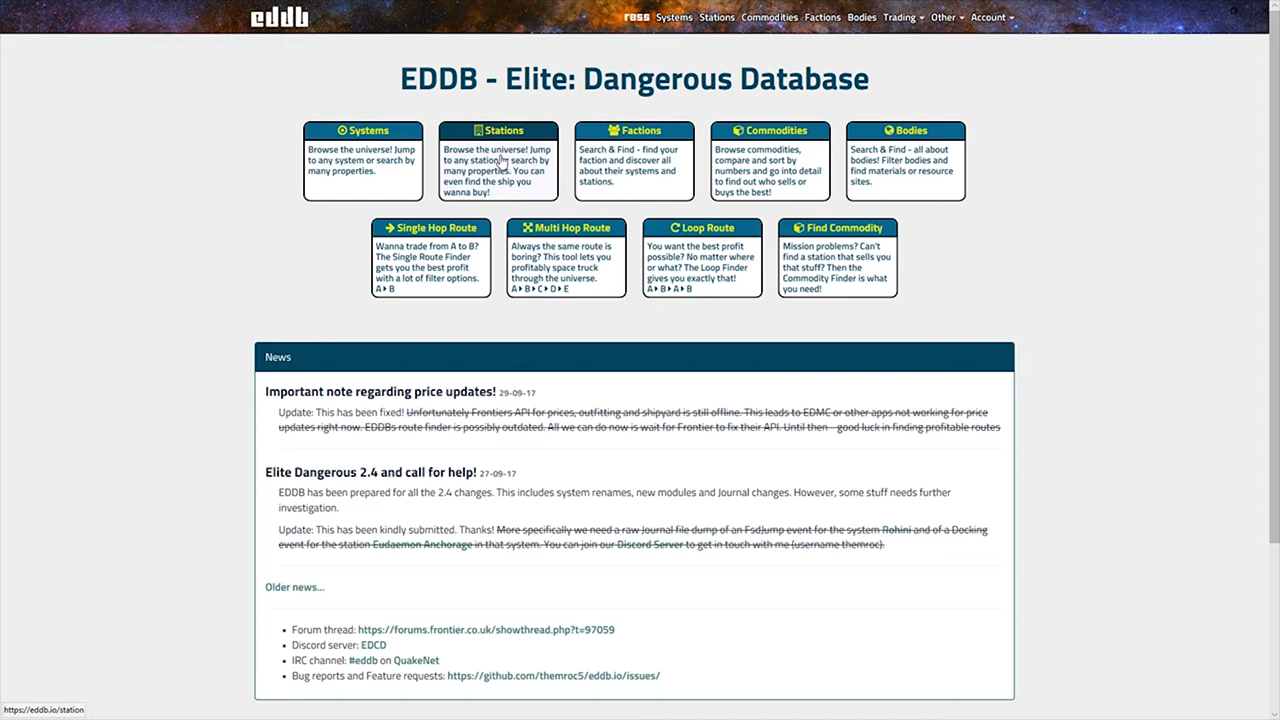 eddb
ross Systems Stations Commodities Factions Bodies Trading Other Account
EDDB - Elite: Dangerous Database
Systems
Browse the universe! Jump
to any system or search by
many properties.
Stations
Browse the universe! Jump
to any station or search by
many properties. You can
even find the ship you
wanna buy!
Factions
Search & Find - find your
faction and discover all
about their systems and
stations.
Commodities
Browse commodities,
compare and sort by
numbers and go into detail
to find out who sells or
buys the best!
Bodies
Search & Find - all about
bodies! Filter bodies and
find materials or resource
sites.
Single Hop Route
Wanna trade from A to B?
The Single Route Finder
gets you the best profit
with a lot of filter options.
A B
Multi Hop Route
Always the same route is
boring? This tool lets you
profitably space truck
through the universe.
A B C D E
Loop Route
You want the best profit
possible? No matter where
or what? The Loop Finder
gives you exactly that!
A B A B
Find Commodity
Mission problems? Can't
find a station that sells you
that stuff? Then the
Commodity Finder is what
you need!
News
Important note regarding price updates! 29-09-17
Update: This has been fixed! Unfortunately Frontiers API for prices, outfitting and shipyard is still offline. This leads to EDMC or other apps not working for price
updates right now. EDDBs route finder is possibly outdated. All we can do now is wait for Frontier to fix their API. Until then - good luck in finding profitable routes
Elite Dangerous 2.4 and call for help! 27-09-17
EDDB has been prepared for all the 2.4 changes. This includes system renames, new modules and Journal changes. However, some stuff needs further
investigation.
Update: This has been kindly submitted. Thanks! More specifically we need a raw Journal file dump of an FsdJump event for the system Rohini and of a Docking
event for the station Eudaemon Anchorage in that system. You can join our Discord Server to get in touch with me (username themroc).
Older news...
Forum thread: https://forums.frontier.co.uk/showthread.php?t=97059
Discord server: EDCD
IRC channel: #eddb on QuakeNet
Bug reports and Feature requests: https://github.com/themroc5/eddb.io/issues/
https://eddb.io/station